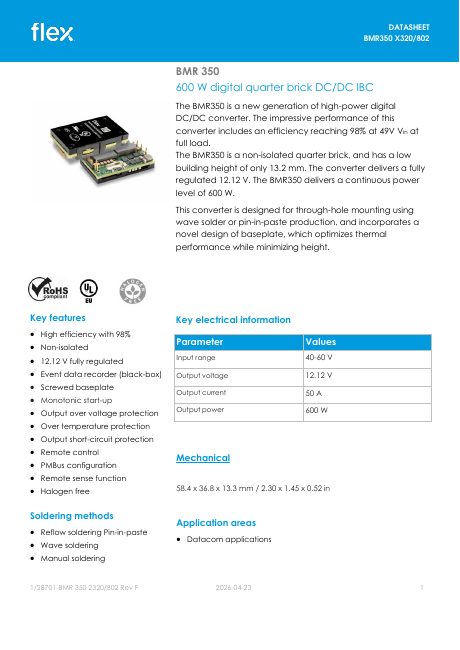 flex
DATASHEET
BMR350 X320/802
BMR 350
600 W digital quarter brick DC/DC IBC
The BMR350 is a new generation of high-power digital
DC/DC converter. The impressive performance of this
converter includes an efficiency reaching 98% at 49V Vin at
full load.
The BMR350 is a non-isolated quarter brick, and has a low
building height of only 13.2 mm. The converter delivers a fully
regulated 12.12 V. The BMR350 delivers a continuous power
level of 600 W.
This converter is designed for through-hole mounting using
wave solder or pin-in-paste production, and incorporates a
novel design of baseplate, which optimizes thermal
performance while minimizing height.
RoHS
compliant
UL
EU
Key features
• High efficiency with 98%
• Non-isolated
• 12.12 V fully regulated
• Event data recorder (black-box)
• Screwed baseplate
• Monotonic start-up
• Output over voltage protection
• Over temperature protection
• Output short-circuit protection
• Remote control
• PMBus configuration
• Remote sense function
• Halogen free
Soldering methods
• Reflow soldering Pin-in-paste
• Wave soldering
• Manual soldering
Key electrical information
Parameter Values
Input range 40-60 V
Output voltage 12.12 V
Output current 50 A
Output power 600 W
Mechanical
58.4 x 36.8 x 13.3 mm / 2.30 x 1.45 x 0.52 in
Application areas
• Datacom applications
1/28701-BMR 350 2320/802 Rev F 2026-04-23 1